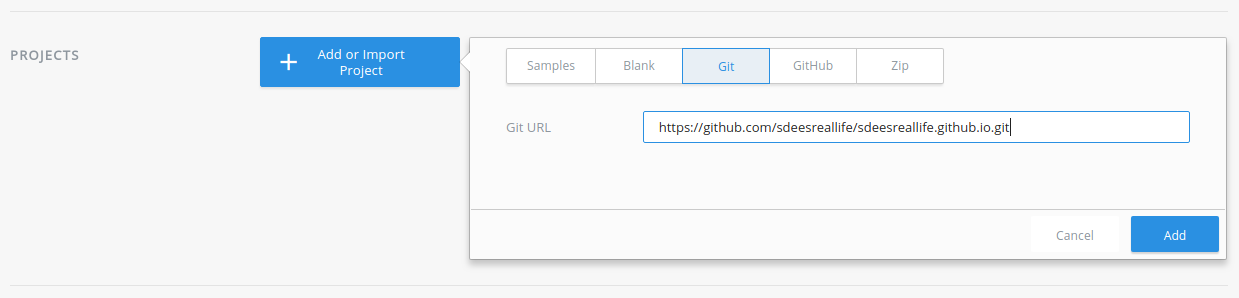 PROJECTS
Add or Import
Project
Samples
Blank
Git
GitHub
Zip
Git URL
https://github.com/sdeesreallife/sdeesreallife.github.io.git
Cancel
Add